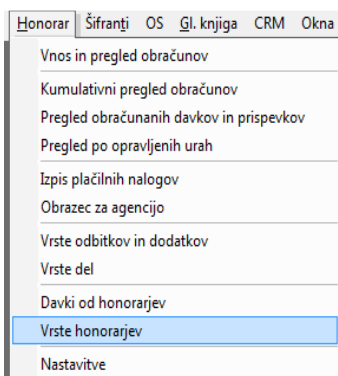 Honorar Šifranti OS Gl. knjiga CRM Okna
Vnos in pregled obračunov
Kumulativni pregled obračunov
Pregled obračunanih davkov in prispevkov
Pregled po opravljenih urah
Izpis plačilnih nalogov
Obrazec za agencijo
Vrste odbitkov in dodatkov
Vrste del
Davki od honorarjev
Vrste honorarjev
Nastavitve